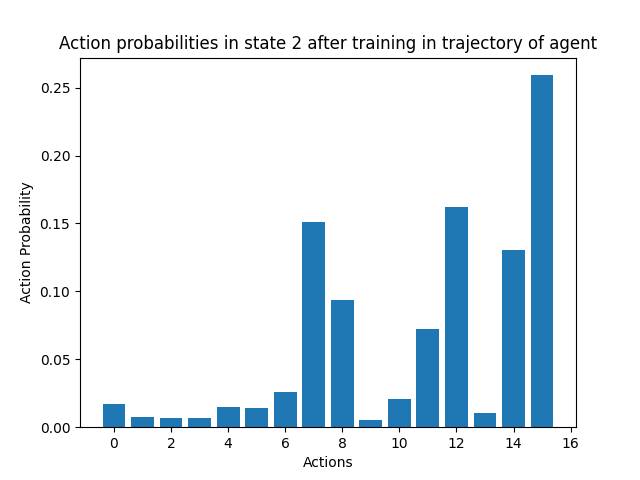 Action probabilities in state 2 after training in trajectory of agent
0.25
0.20
0.15
0.10
0.05
0.00
Action Probability
0 2 4 6 8 10 12 14 16
Actions